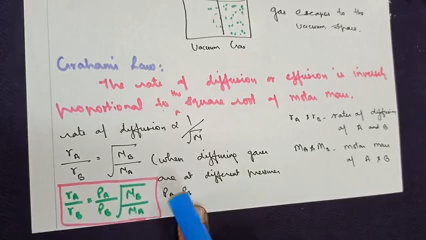 gas escapes to the
vacuum space.
Vacuum Gas
Graham's Law:
The rate of diffusion or effusion is inversely
proportional to the square root of molar mass.
rate of diffusion ∝ 1/√M
rA/rB = √MB/MA (when diffusing gases
are at different pressures
PA, P
rA/rB = PA/PB √MB/MA
rA & rB - rates of diffusion
of A and B
MA & MB - molar mass
of A & B